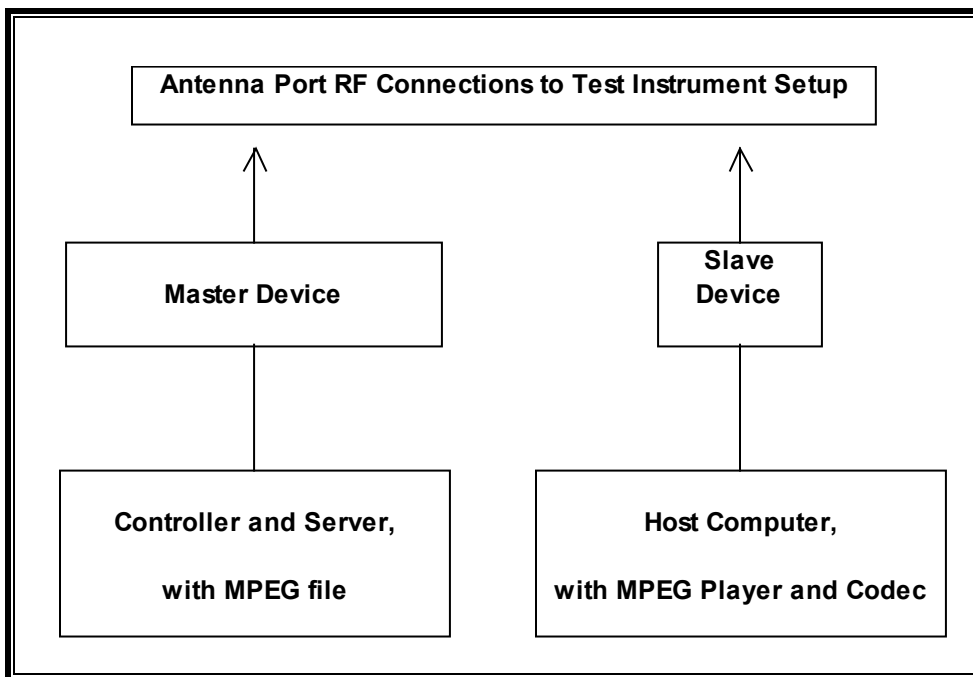 Antenna Port RF Connections to Test Instrument Setup
Master Device
Slave
Device
Controller and Server,
with MPEG file
Host Computer,
with MPEG Player and Codec